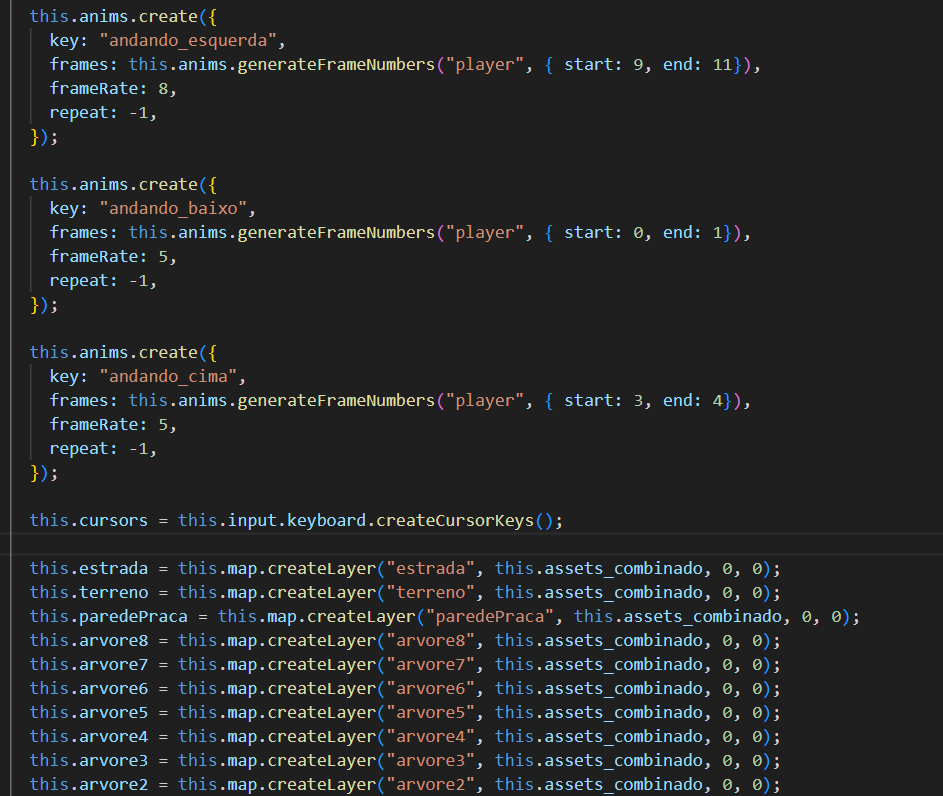 this.anims.create({
key: "andando_esquerda",
frames: this.anims.generateFrameNumbers("player", { start: 9, end: 11}),
frameRate: 8,
repeat: -1,
});
this.anims.create({
key: "andando_baixo",
frames: this.anims.generateFrameNumbers("player", { start: 0, end: 1}),
frameRate: 5,
repeat: -1,
});
this.anims.create({
key: "andando_cima",
frames: this.anims.generateFrameNumbers("player", { start: 3, end: 4}),
frameRate: 5,
repeat: -1,
});
this.cursors = this.input.keyboard.createCursorKeys();
this.estrada = this.map.createLayer("estrada", this.assets_combinado, 0, 0);
this.terreno = this.map.createLayer("terreno", this.assets_combinado, 0, 0);
this.paredePraca = this.map.createLayer("paredePraca", this.assets_combinado, 0, 0);
this.arvore8 = this.map.createLayer("arvore8", this.assets_combinado, 0, 0);
this.arvore7 = this.map.createLayer("arvore7", this.assets_combinado, 0, 0);
this.arvore6 = this.map.createLayer("arvore6", this.assets_combinado, 0, 0);
this.arvore5 = this.map.createLayer("arvore5", this.assets_combinado, 0, 0);
this.arvore4 = this.map.createLayer("arvore4", this.assets_combinado, 0, 0);
this.arvore3 = this.map.createLayer("arvore3", this.assets_combinado, 0, 0);
this.arvore2 = this.map.createLayer("arvore2", this.assets_combinado, 0, 0);